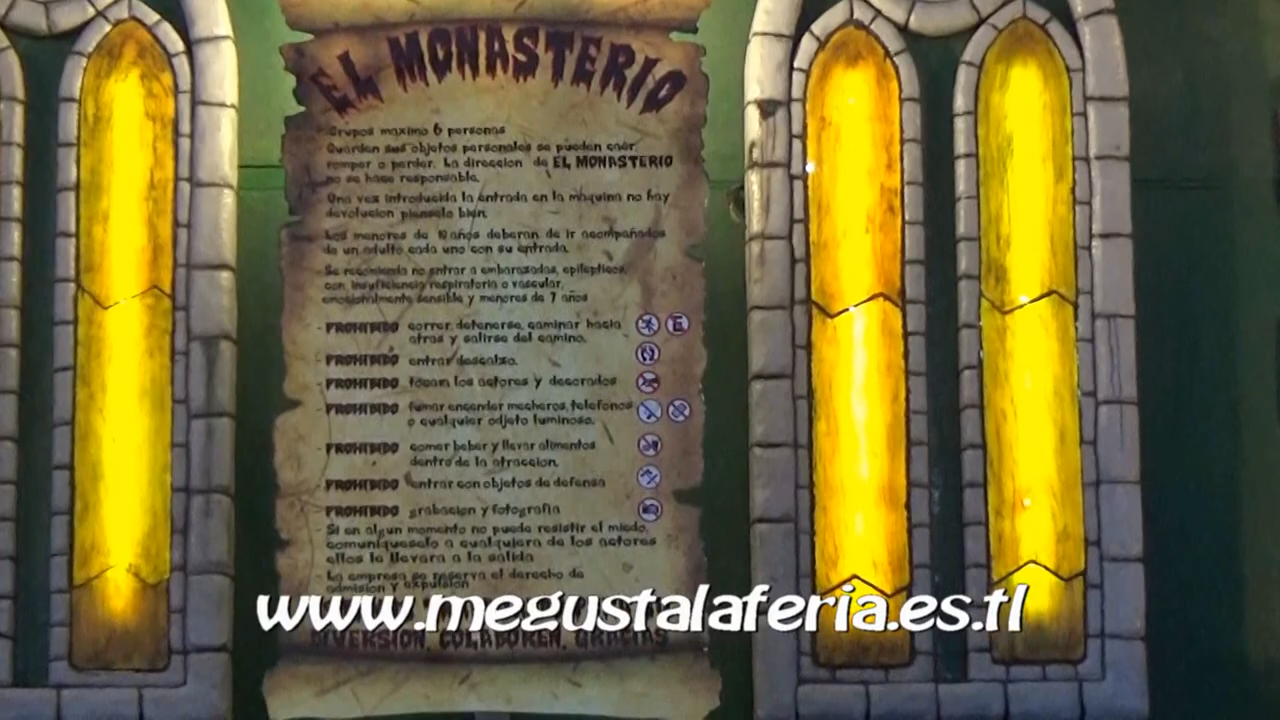 EL MONASTERIO
- Grupos maximo 6 personas
- Guarden sus objetos personales se pueden caer,
romper o perder. La direccion de EL MONASTERIO
no se hace responsable.
- Una vez introducida la entrada en la maquina no hay
devolucion pienselo bien.
- Los menores de 10 años deberan de ir acompañados
de un adulto cada uno con su entrada.
- Se recomienda no entrar a embarazadas, epilepticos,
con insuficiencia respiratoria o vascular,
emocionalmente sensible y menores de 7 años
- PROHIBIDO correr, detenerse, caminar hacia
atras y salirse del camino.
- PROHIBIDO entrar descalzo.
- PROHIBIDO tocam los actores y decorados
- PROHIBIDO fumar encender mecheros, telefonos
o cualquier odjeto luminoso.
- PROHIBIDO comer beber y llevar alimentos
dentro de la atraccion.
- PROHIBIDO entrar con objetos de defensa
- PROHIBIDO grabacion y fotografia
- Si en algun momento no puede resistir el miedo,
comuniqueselo a cualquiera de los actores
ellos le llevara a la salida
- La empresa se reserva el derecho de
admision y expulsion
www.megustalaferia.es.tl
DIVERSION, COLABOREN, GRACIAS